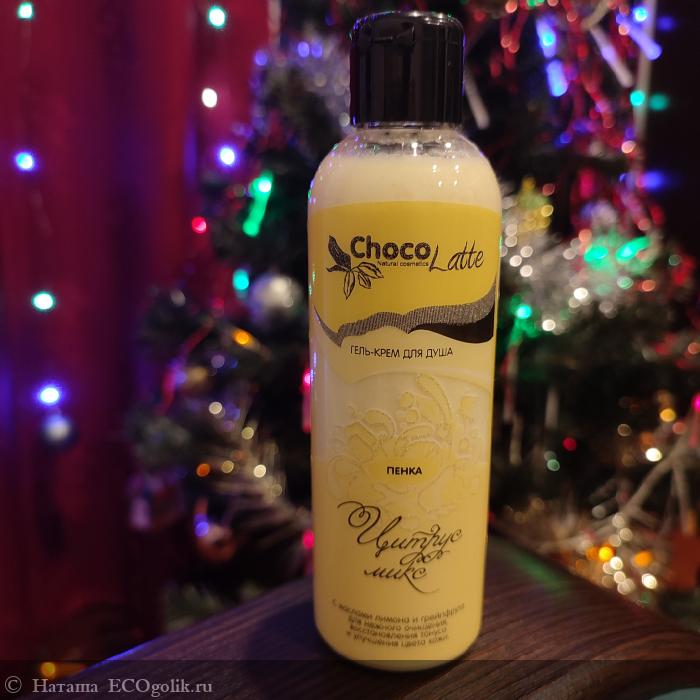 Choco Latte
Natural cosmetics
ГЕЛЬ-КРЕМ ДЛЯ ДУША
ПЕНКА
Цитрус
микс
с маслами лимона и грейпфрута
для нежного очищения,
восстановления тонуса
и улучшения цвета кожи
© Наташа ECOgolik.ru